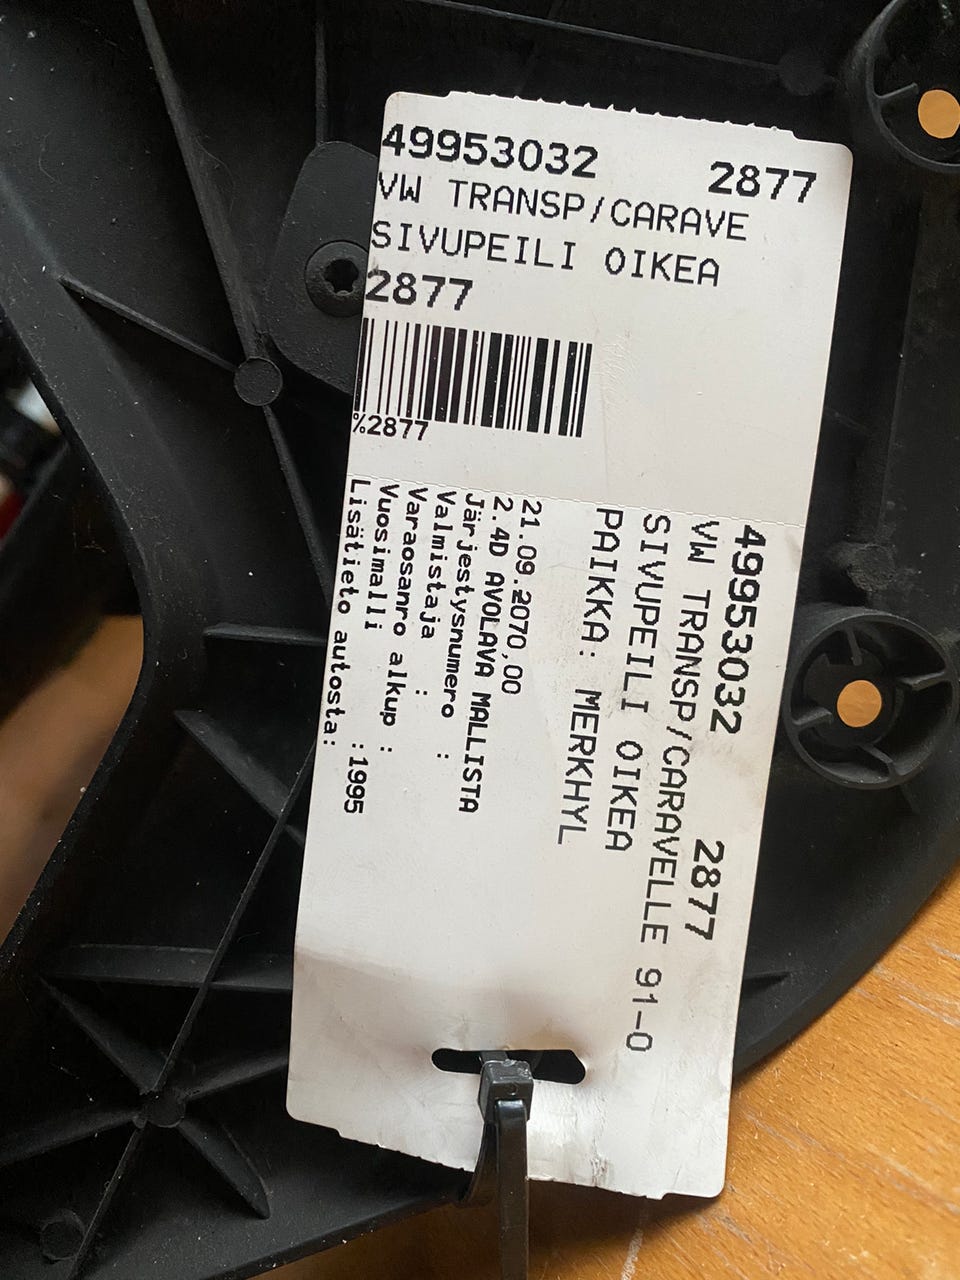 49953032 2877
VW TRANSP/CARAVE
SIVUPEILI OIKEA
2877
%2877
49953032 2877
VW TRANSP/CARAVELLE 91-0
SIVUPEILI OIKEA
PAIKKA: MERKHYL
21.09.2070,00
2.4D AVOLAVA MALLISTA
Järjestysnumero :
Valmistaja :
Varaosanro alkup :
Vuosimalli :1995
Lisätieto autosta: